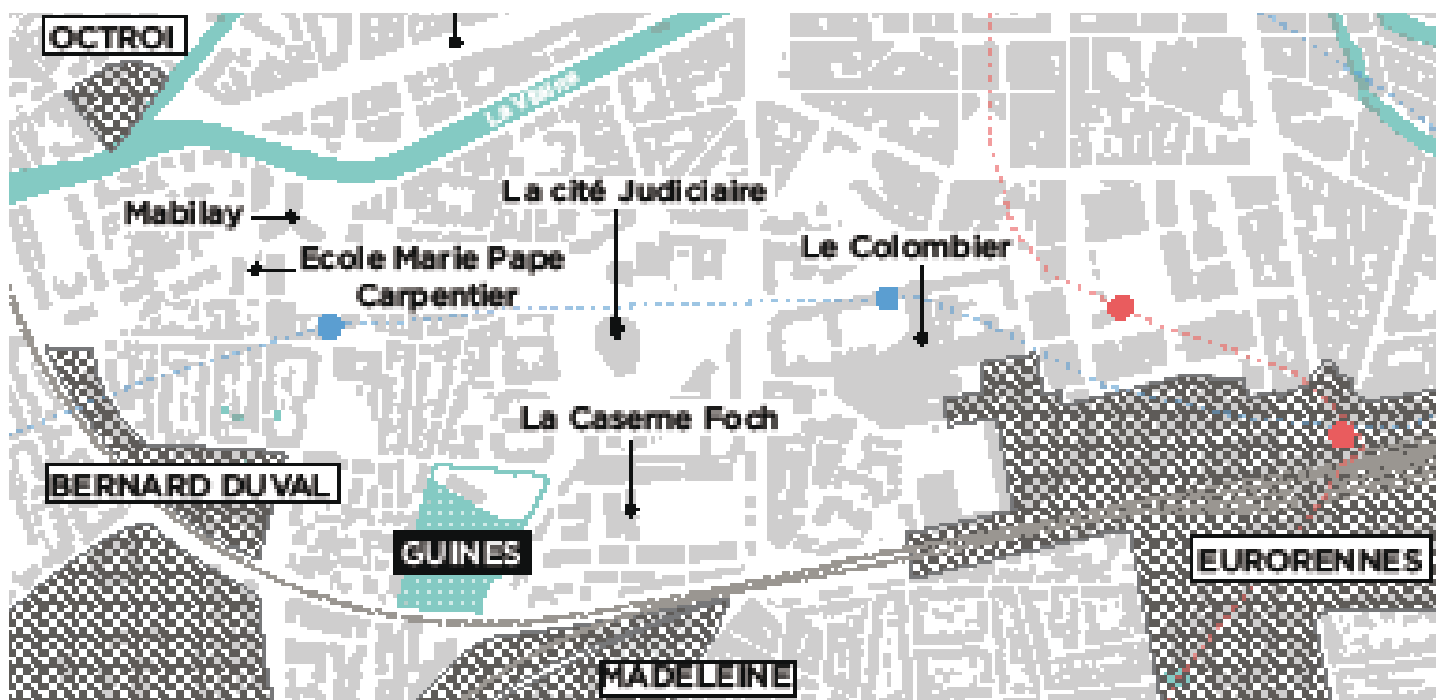 OCTROI
La Vilaine
La cité Judiciaire
Mabilay
Le Colombier
Ecole Marie Pape
Carpentier
La Caserne Foch
BERNARD DUVAL
GUINES
EURORENNES
MADELEINE